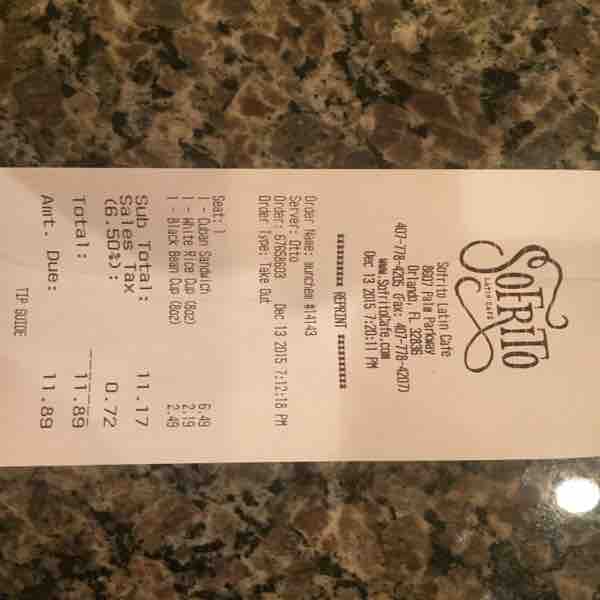 SOFRITO
LATIN CAFÉ
Sofrito Latin Cafe
8607 Palm Parkway
Orlando, FL 32836
407-778-4205 (Fax: 407-778-4207)
www.SofritoCafe.com
Dec 13 2015 7:20:11 PM
######## REPRINT ########
Order Name: munchem #14143
Server: Otto
Order: 67658603 Dec 13 2015 7:12:18 PM
Order Type: Take Out
Seat: 1
1 - Cuban Sandwich 6.49
1 - White Rice Cup (8oz) 2.19
1 - Black Bean Cup (8oz) 2.49
Sub Total: 11.17
Sales Tax
(6.50%): 0.72
Total: 11.89
Amt. Due: 11.89
TIP GUIDE